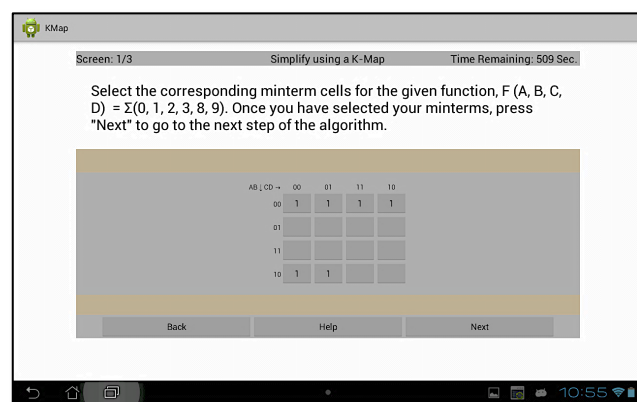 KMap
Screen: 1/3 Simplify using a K-Map Time Remaining: 509 Sec.
Select the corresponding minterm cells for the given function, F (A, B, C,
D) = Σ(0, 1, 2, 3, 8, 9). Once you have selected your minterms, press
"Next" to go to the next step of the algorithm.
AB↓CD→ 00 01 11 10
00 1 1 1 1
01
11
10 1 1
Back Help Next
10:55